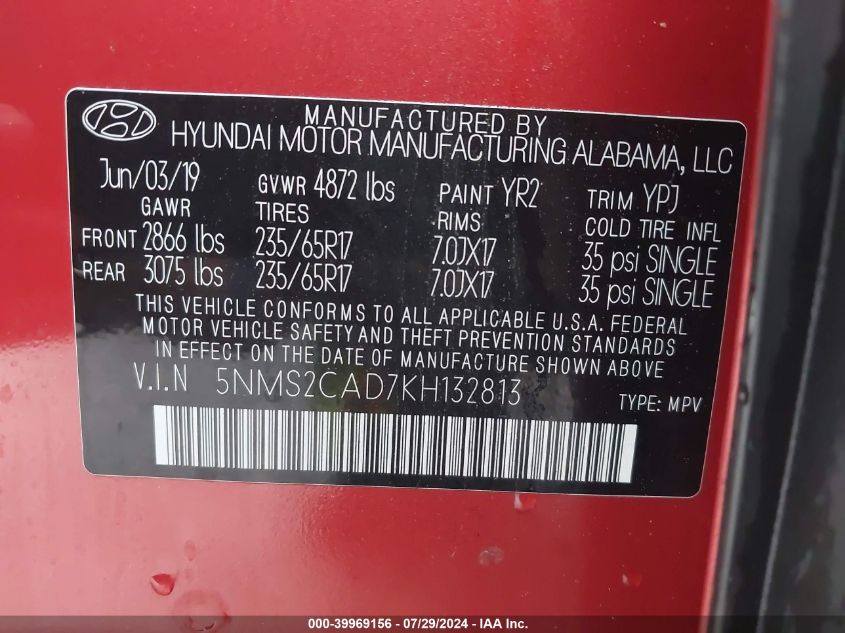 MANUFACTURED BY
HYUNDAI MOTOR MANUFACTURING ALABAMA, LLC
Jun/03/19 GVWR 4872 lbs PAINT YR2 TRIM YPJ
GAWR TIRES RIMS COLD TIRE INFL
FRONT 2866 lbs 235/65R17 7.0JX17 35 psi SINGLE
REAR 3075 lbs 235/65R17 7.0JX17 35 psi SINGLE
THIS VEHICLE CONFORMS TO ALL APPLICABLE U.S.A. FEDERAL
MOTOR VEHICLE SAFETY AND THEFT PREVENTION STANDARDS
IN EFFECT ON THE DATE OF MANUFACTURE SHOWN ABOVE
V.I.N 5NMS2CAD7KH132813 TYPE: MPV
000-39969156 - 07/29/2024 - IAA Inc.